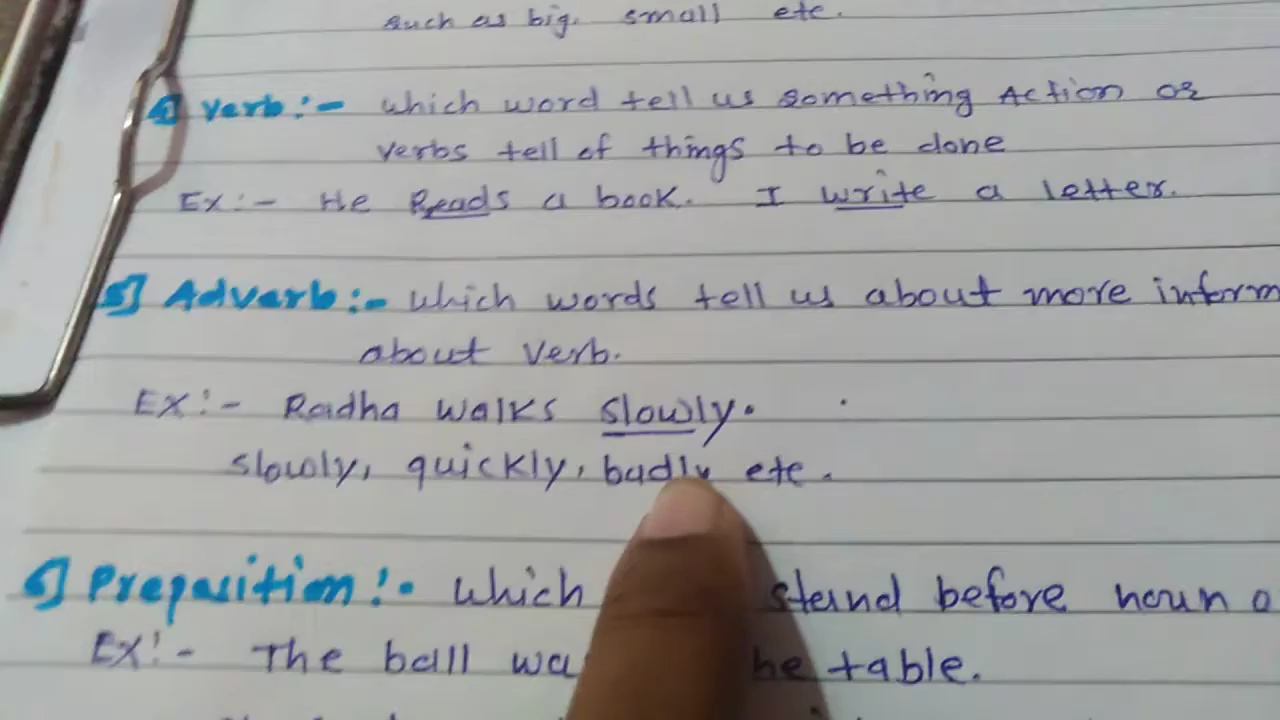 such as big. small etc.
4] Verb:- which word tell us something Action or
verbs tell of things to be done
Ex:- He Reads a book. I write a letter.
5] Adverb:- which words tell us about more inform
about verb.
Ex:- Radha walks slowly.
slowly, quickly, badly etc.
6] Preposition:- which stand before noun o
Ex:- The ball wa he table.